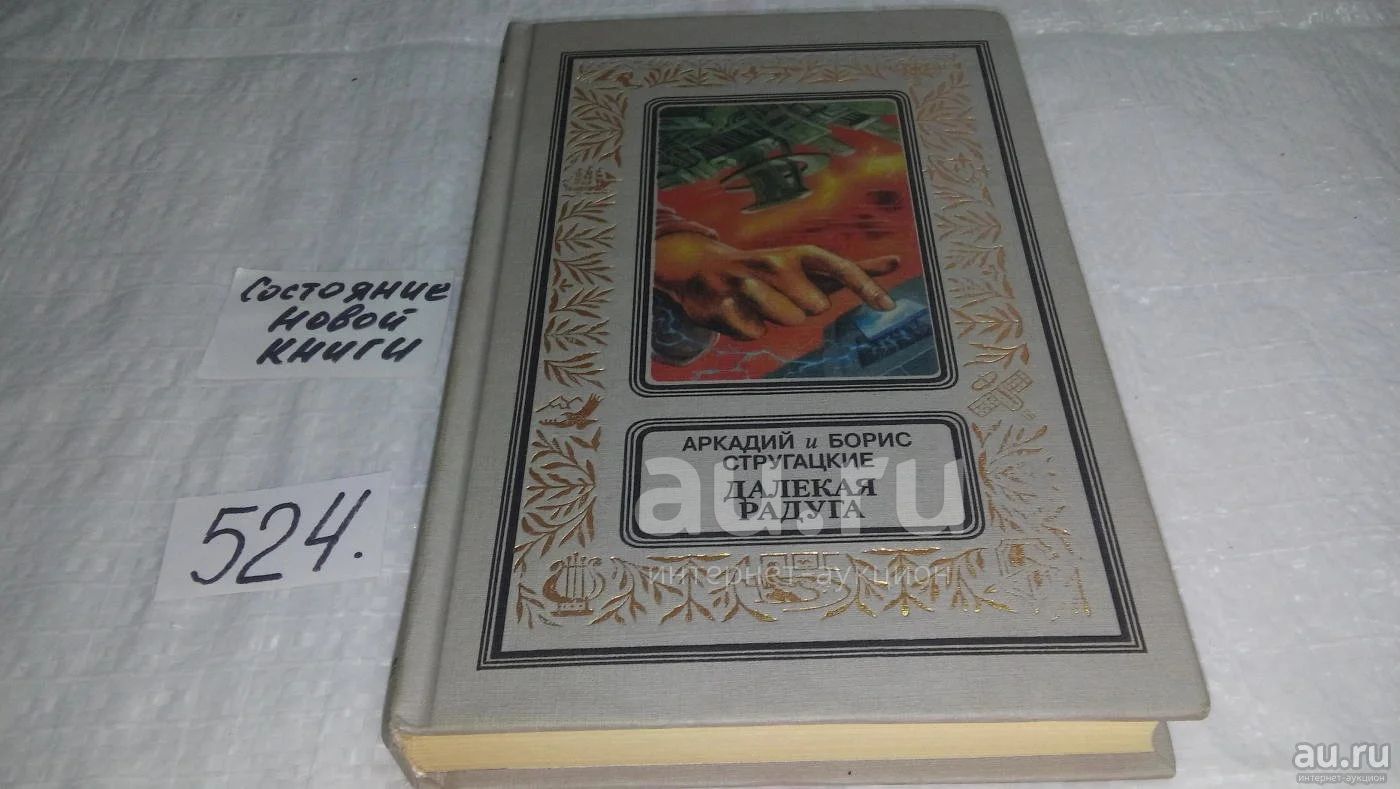 Состояние
новой
книги
524.
АРКАДИЙ и БОРИС
СТРУГАЦКИЕ
ДАЛЕКАЯ
РАДУГА
au.ru
интернет-аукцион
au.ru
интернет-аукцион